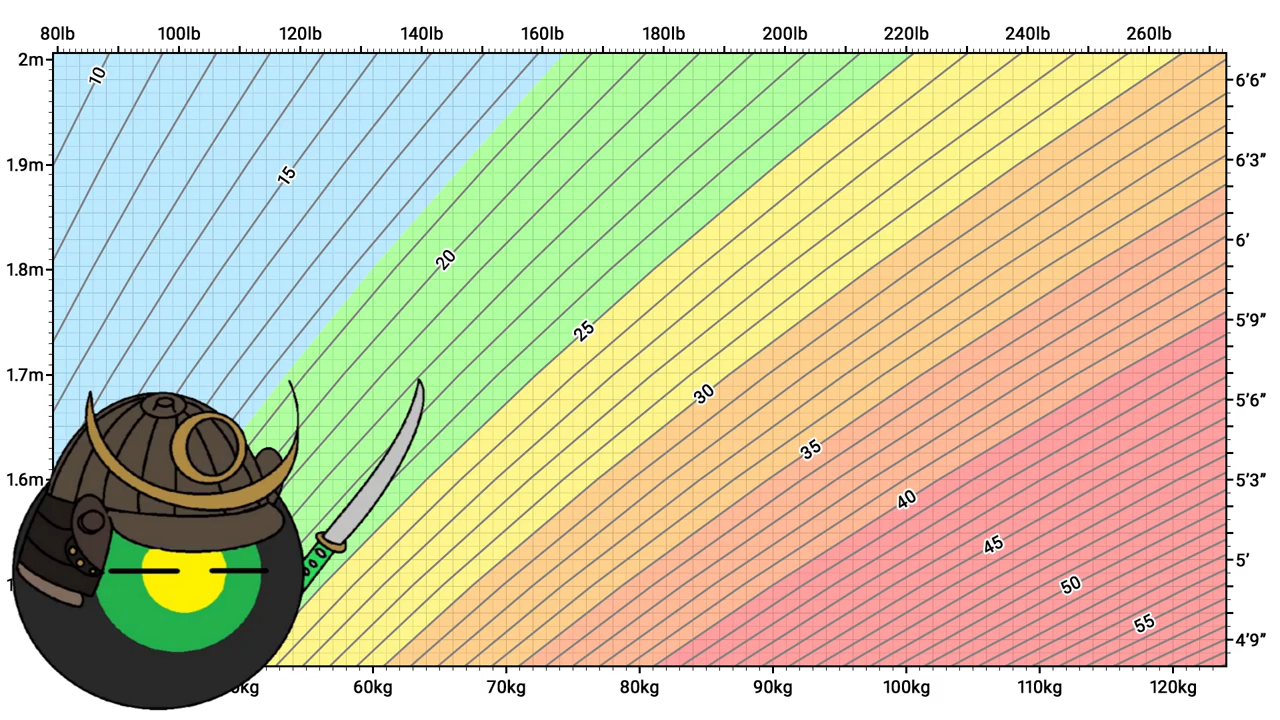 80lb 100lb 120lb 140lb 160lb 180lb 200lb 220lb 240lb 260lb
2m
10
6′6″
1.9m
6′3″
15
6′
20
1.8m
5′9″
25
1.7m
30
5′6″
35
1.6m
5′3″
40
45
5′
50
55
4′9″
60kg 70kg 80kg 90kg 100kg 110kg 120kg